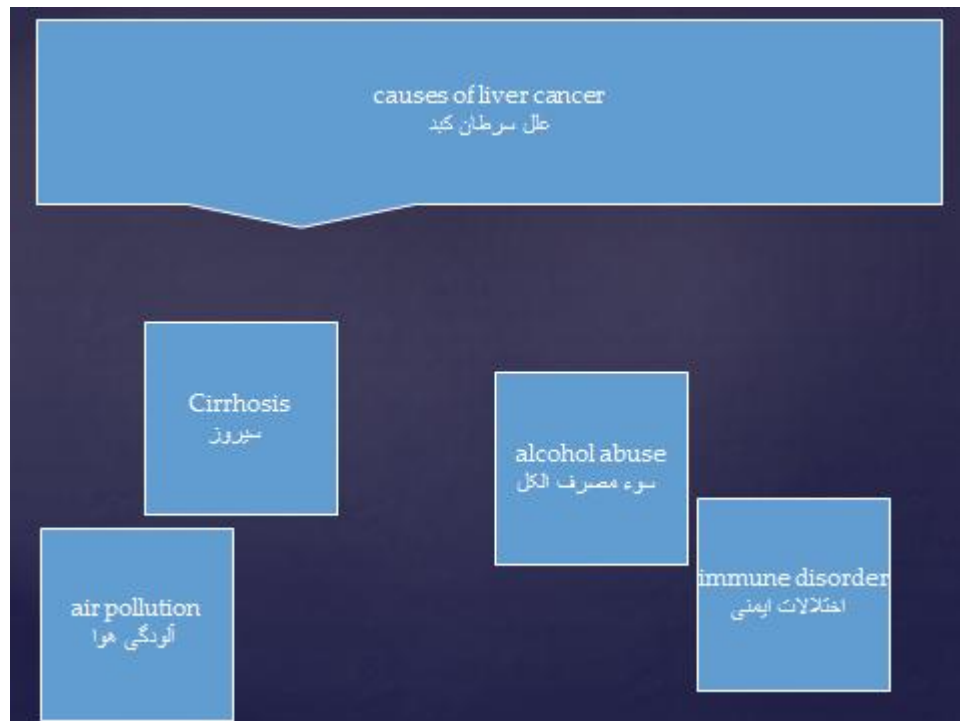 causes of liver cancer
علل سرطان کبد
Cirrhosis
سیروز
alcohol abuse
سوء مصرف الکل
immune disorder
اختلالات ایمنی
air pollution
آلودگی هوا